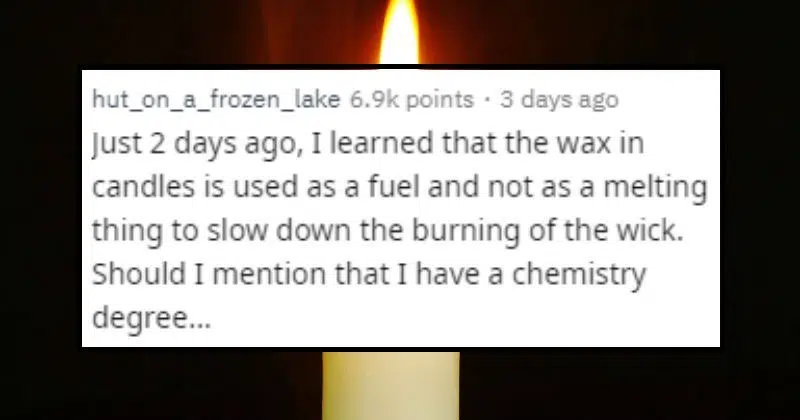 hut_on_a_frozen_lake 6.9k points · 3 days ago
Just 2 days ago, I learned that the wax in
candles is used as a fuel and not as a melting
thing to slow down the burning of the wick.
Should I mention that I have a chemistry
degree...